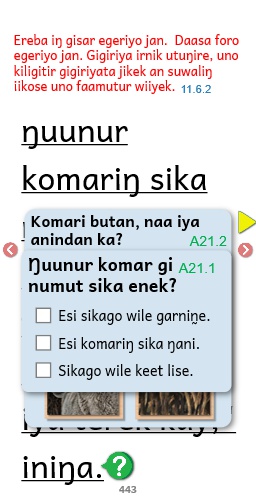 Ereba iŋ gisar egeriyo jan. Daasa foro
egeriyo jan. Gigiriya irnik utuŋire, uno
kiligitir gigiriyata jikek an suwaliŋ
iikose uno faamutur wiiyek. 11.6.2
ŋuunur
komariŋ sika
Komari butan, naa iya
anindan ka? A21.2
Ŋuunur komar gi A21.1
numut sika enek?
Esi sikago wile garniṉe.
Esi komariŋ sika ŋani.
Sikago wile keet lise.
iniŋa.
443